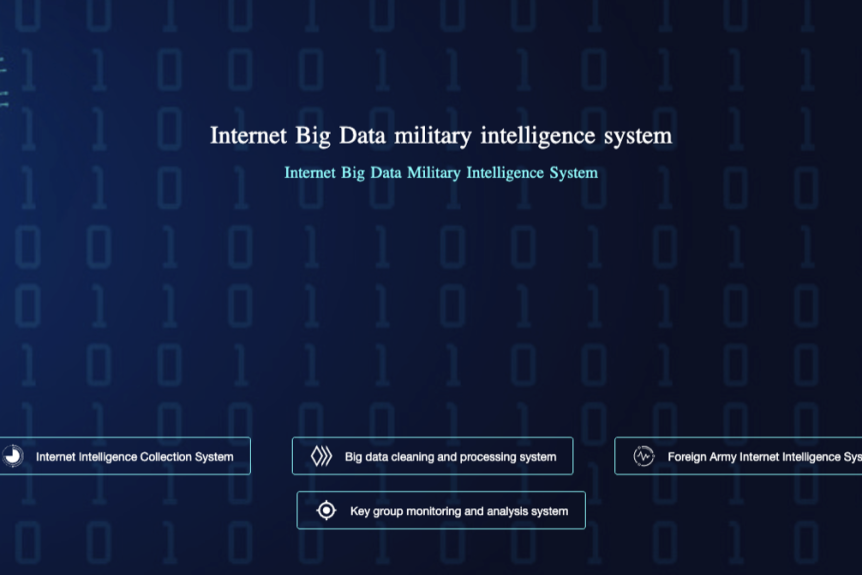 Internet Big Data military intelligence system
Internet Big Data Military Intelligence System
Internet Intelligence Collection System
Big data cleaning and processing system
Foreign Army Internet Intelligence
Key group monitoring and analysis system